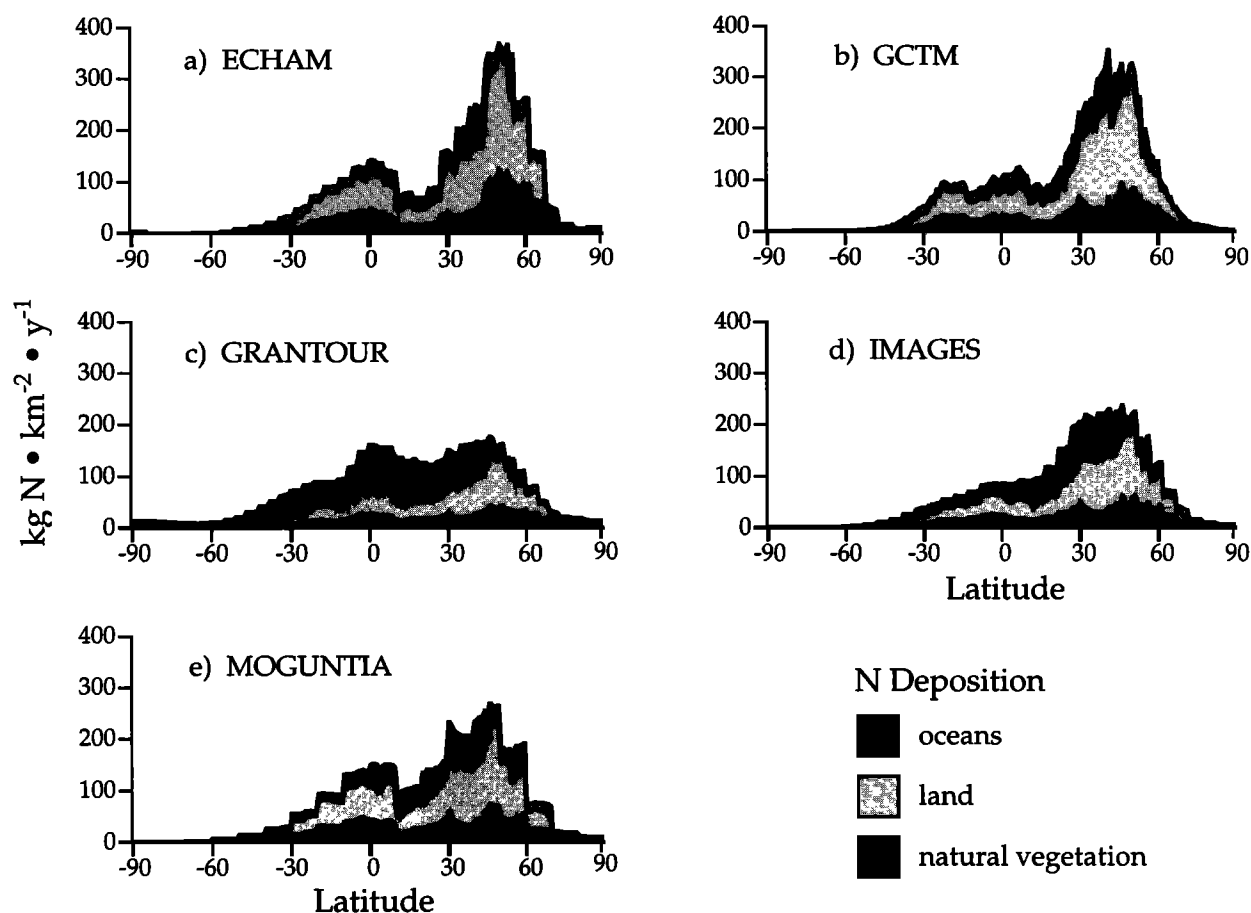 a) ECHAM
400
300
200
100
0
-90 -60 -30 0 30 60 90
b) GCTM
400
300
200
100
0
-90 -60 -30 0 30 60 90
kg N • km-2 • y-1
c) GRANTOUR
400
300
200
100
0
-90 -60 -30 0 30 60 90
d) IMAGES
400
300
200
100
0
-90 -60 -30 0 30 60 90
Latitude
e) MOGUNTIA
400
300
200
100
0
-90 -60 -30 0 30 60 90
Latitude
N Deposition
oceans
land
natural vegetation